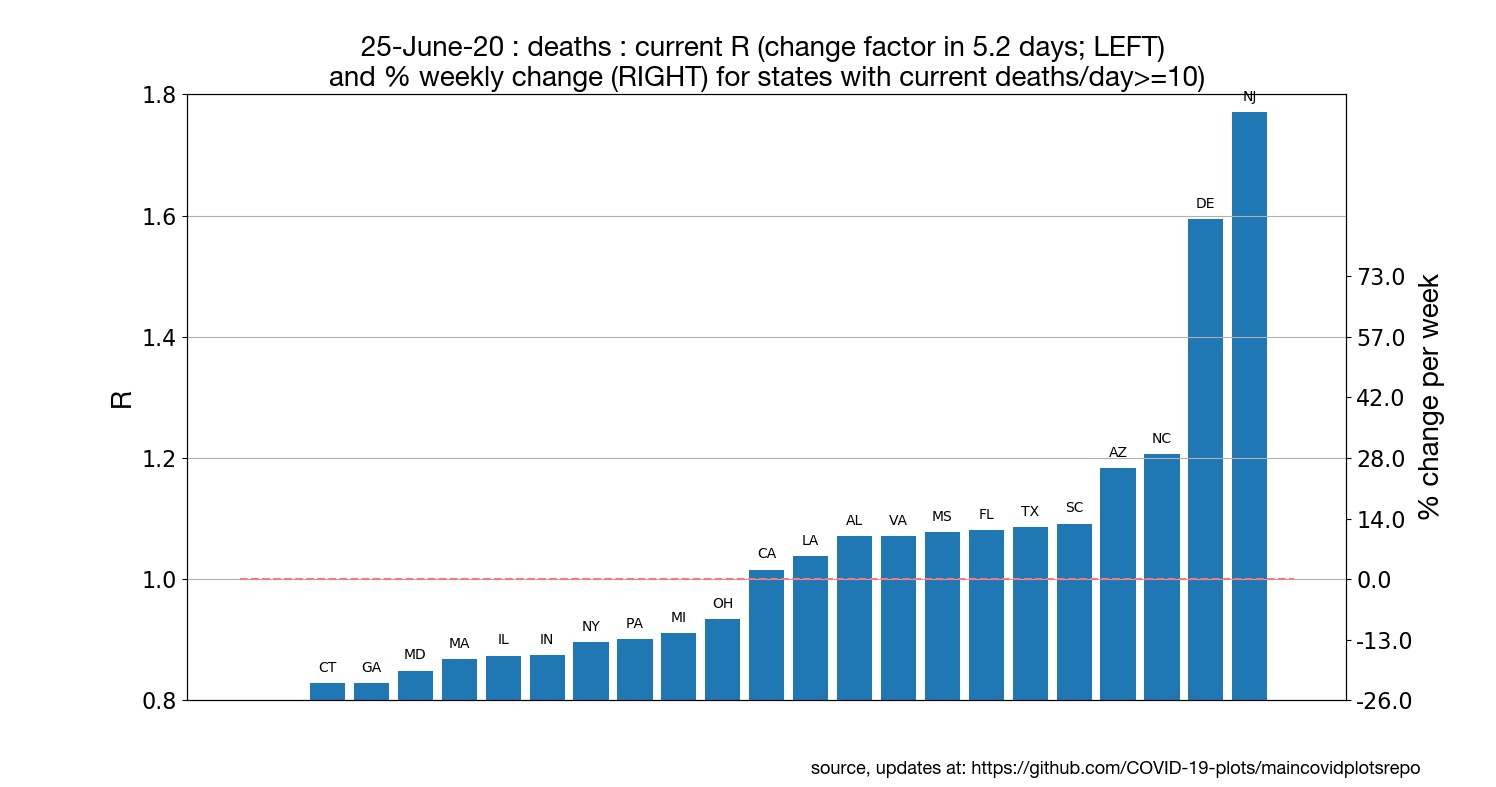 25-June-20 : deaths : current R (change factor in 5.2 days; LEFT)
and % weekly change (RIGHT) for states with current deaths/day>=10)
R
1.8
1.6
1.4
1.2
1.0
0.8
CT
GA
MD
MA
IL
IN
NY
PA
MI
OH
CA
LA
AL
VA
MS
FL
TX
SC
AZ
NC
DE
NJ
73.0
57.0
42.0
28.0
14.0
0.0
-13.0
-26.0
% change per week
source, updates at: https://github.com/COVID-19-plots/maincovidplotsrepo